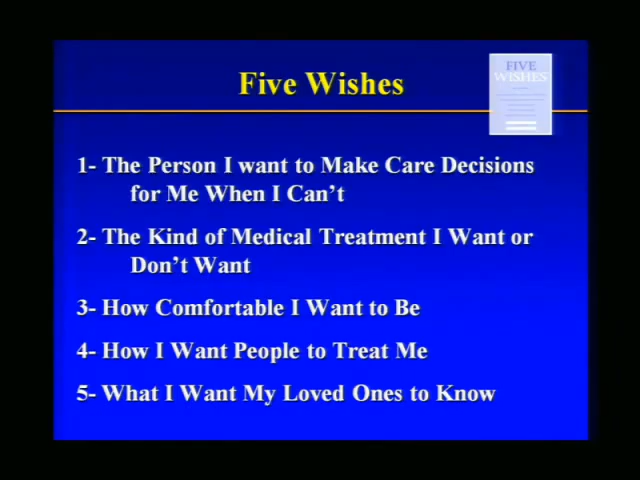 Five Wishes
FIVE
WISHES
1- The Person I want to Make Care Decisions
for Me When I Can't
2- The Kind of Medical Treatment I Want or
Don't Want
3- How Comfortable I Want to Be
4- How I Want People to Treat Me
5- What I Want My Loved Ones to Know